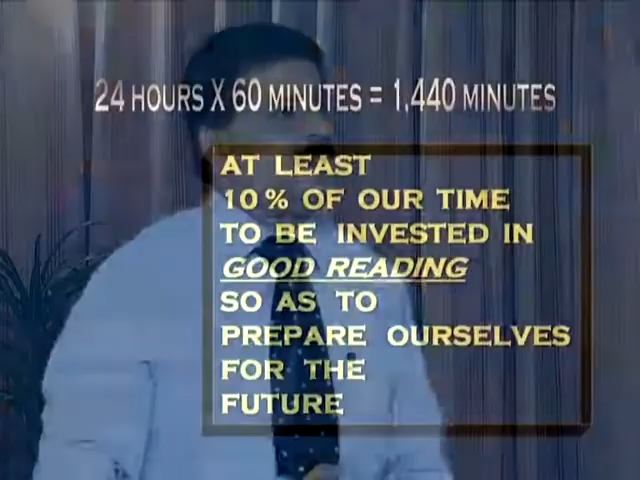 24 HOURS X 60 MINUTES = 1,440 MINUTES
AT LEAST
10% OF OUR TIME
TO BE INVESTED IN
GOOD READING
SO AS TO
PREPARE OURSELVES
FOR THE
FUTURE